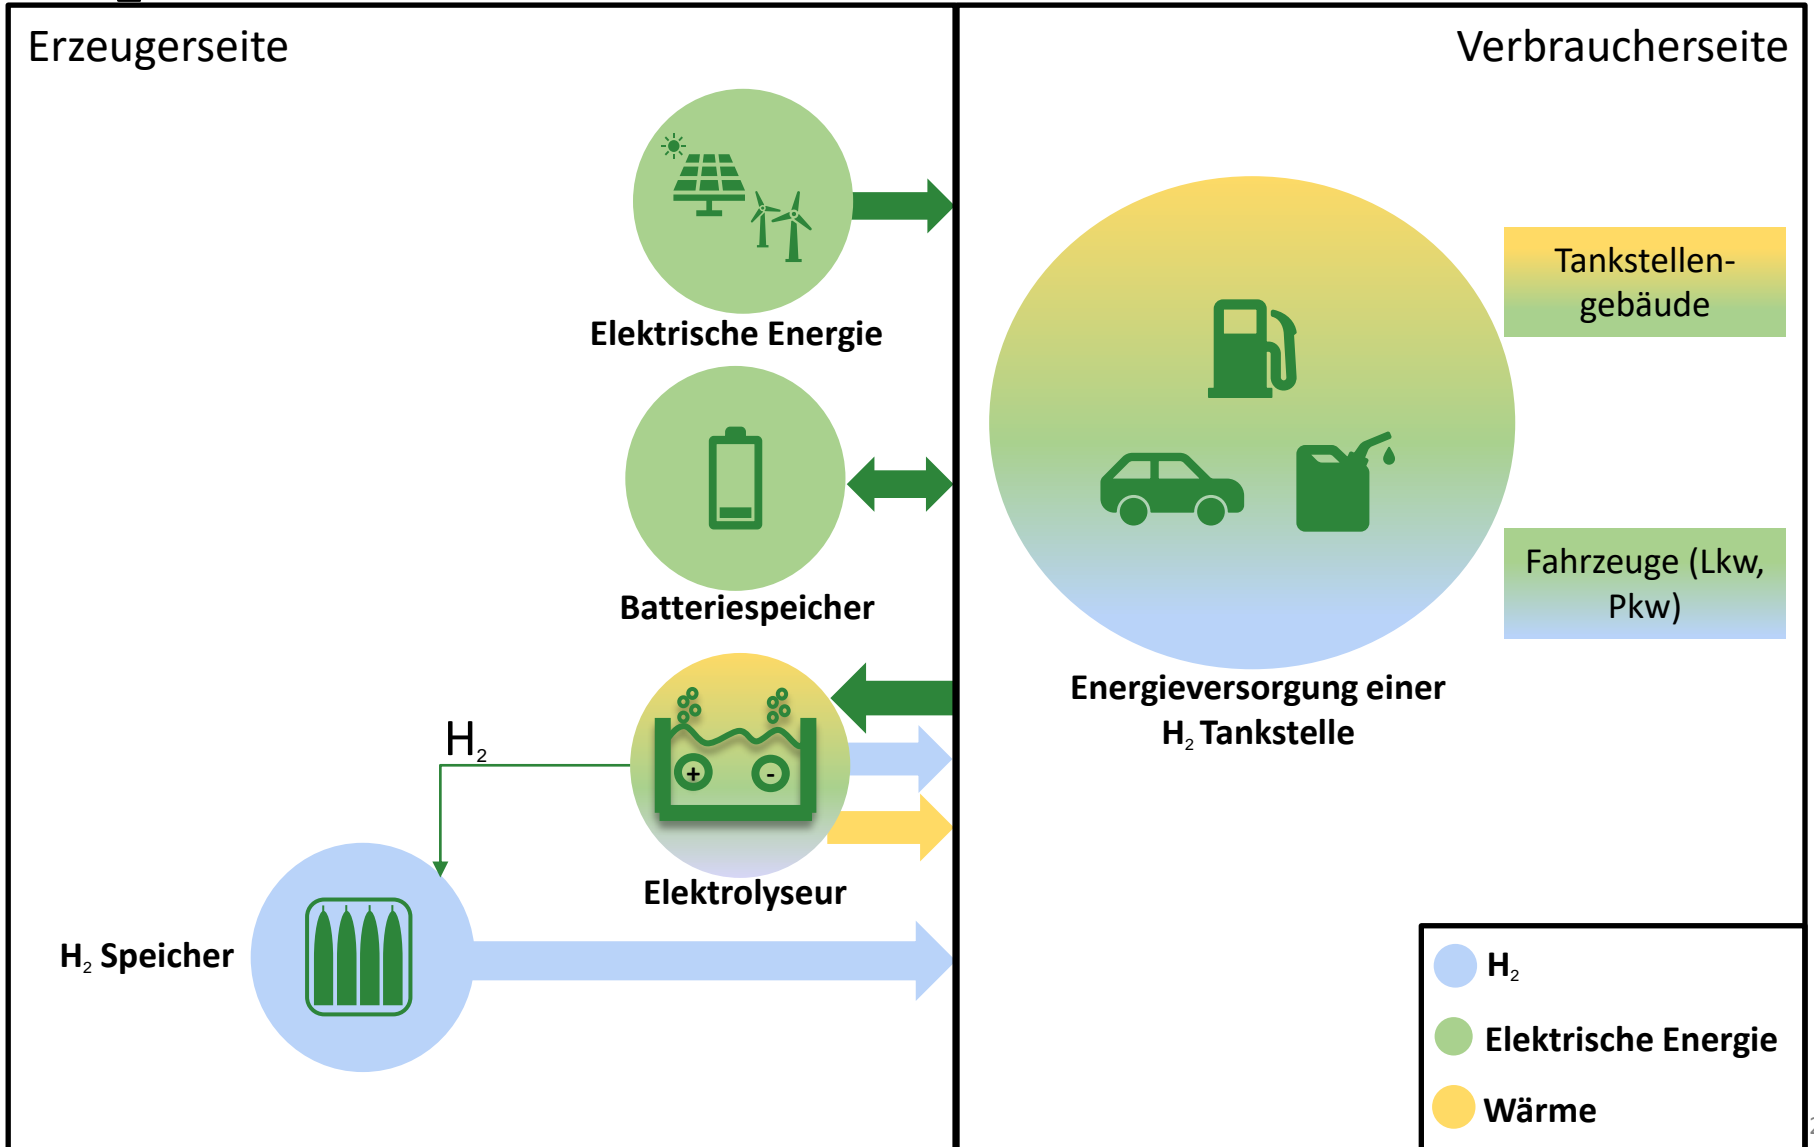 Erzeugerseite
Verbraucherseite
Elektrische Energie
Batteriespeicher
H₂
+ -
Elektrolyseur
H₂ Speicher
Tankstellen-
gebäude
Fahrzeuge (Lkw,
Pkw)
Energieversorgung einer
H₂ Tankstelle
H₂
Elektrische Energie
Wärme